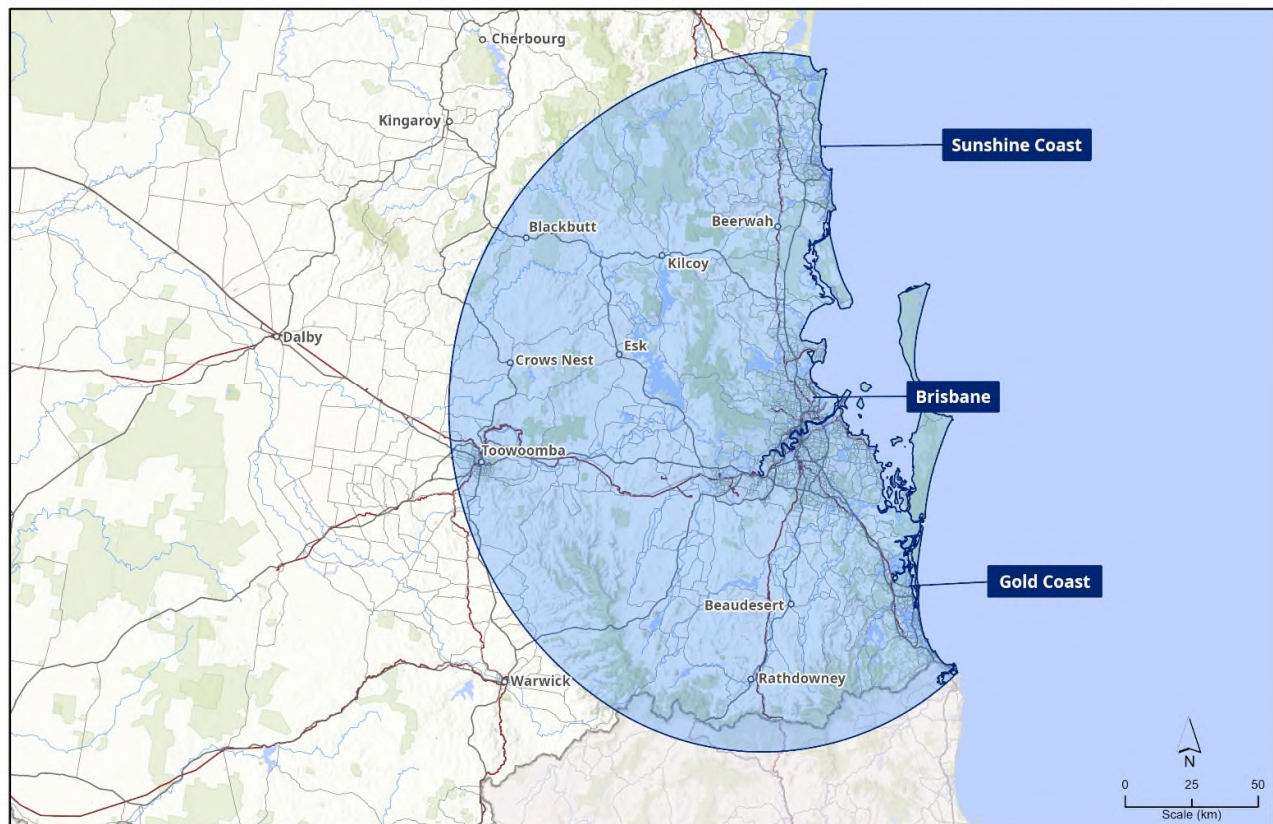 Cherbourg
Kingaroy
Sunshine Coast
Beerwah
Blackbutt
Kilcoy
Dalby
Esk
Crows Nest
Brisbane
Toowoomba
Gold Coast
Beaudesert
Rathdowney
Warwick
N
0 25 50
Scale (km)